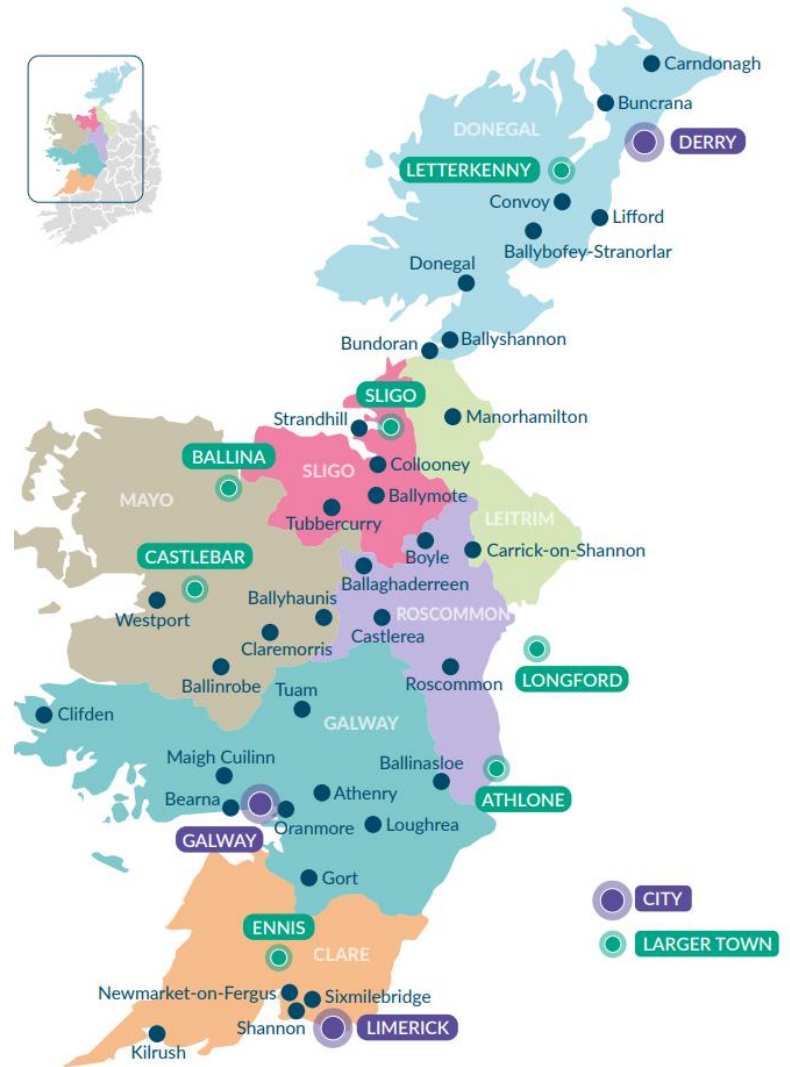 Carndonagh
Buncrana
DONEGAL
DERRY
LETTERKENNY
Convoy
Lifford
Ballybofey-Stranorlar
Donegal
Ballyshannon
Bundoran
SLIGO
Strandhill
Manorhamilton
BALLINA
Collooney
SLIGO
MAYO
Ballymote
Tubbercurry
LEITRIM
CASTLEBAR
Boyle
Carrick-on-Shannon
Ballaghaderreen
Ballyhaunis
ROSCOMMON
Westport
Castlerea
Claremorris
LONGFORD
Ballinrobe
Roscommon
Tuam
Clifden
GALWAY
Maigh Cuilinn
Ballinasloe
Bearna
Athenry
ATHLONE
Oranmore
Loughrea
GALWAY
Gort
CITY
ENNIS
LARGER TOWN
CLARE
Newmarket-on-Fergus
Sixmilebridge
Shannon
LIMERICK
Kilrush